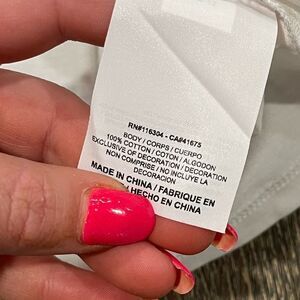 RN#116304 - CA#41675
BODY / CORPS / CUERPO
100% COTTON / COTON / ALGODON
EXCLUSIVE OF DECORATION / DECORATION
NON COMPRISE / NO INCLUYE LA
DECORACION
MADE IN CHINA / FABRIQUE EN
HECHO EN CHINA